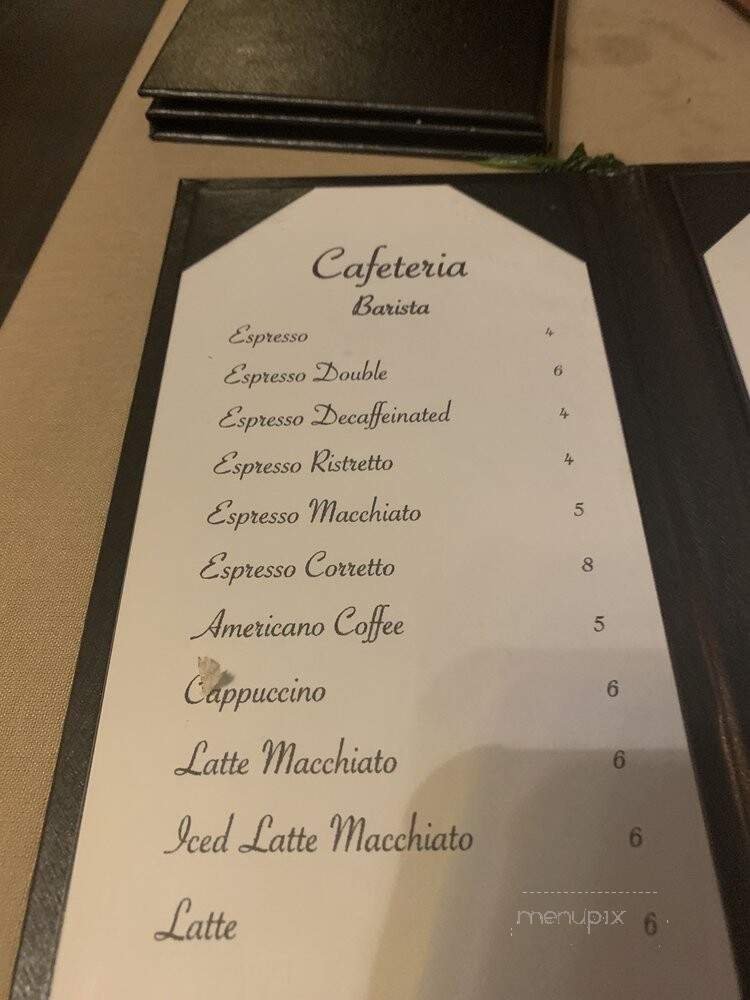 Cafeteria
Barista
Espresso 4
Espresso Double 6
Espresso Decaffeinated 4
Espresso Ristretto 4
Espresso Macchiato 5
Espresso Corretto 8
Americano Coffee 5
Cappuccino 6
Latte Macchiato 6
Iced Latte Macchiato 6
Latte 6
menupix